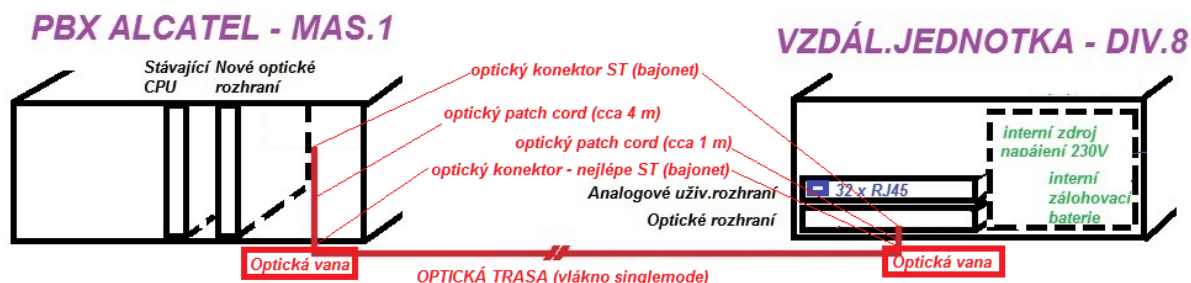 PBX ALCATEL - MAS.1
VZDÁL.JEDNOTKA - DIV.8
Stávající Nové optické
CPU rozhraní
optický konektor ST (bajonet)
optický patch cord (cca 4 m)
optický patch cord (cca 1 m)
optický konektor - nejlépe ST (bajonet)
Analogové uživ.rozhraní
Optické rozhraní
32 x RJ45
interní zdroj
napájení 230V
interní
zálohovací
baterie
Optická vana
OPTICKÁ TRASA (vlákno singlemode)
Optická vana